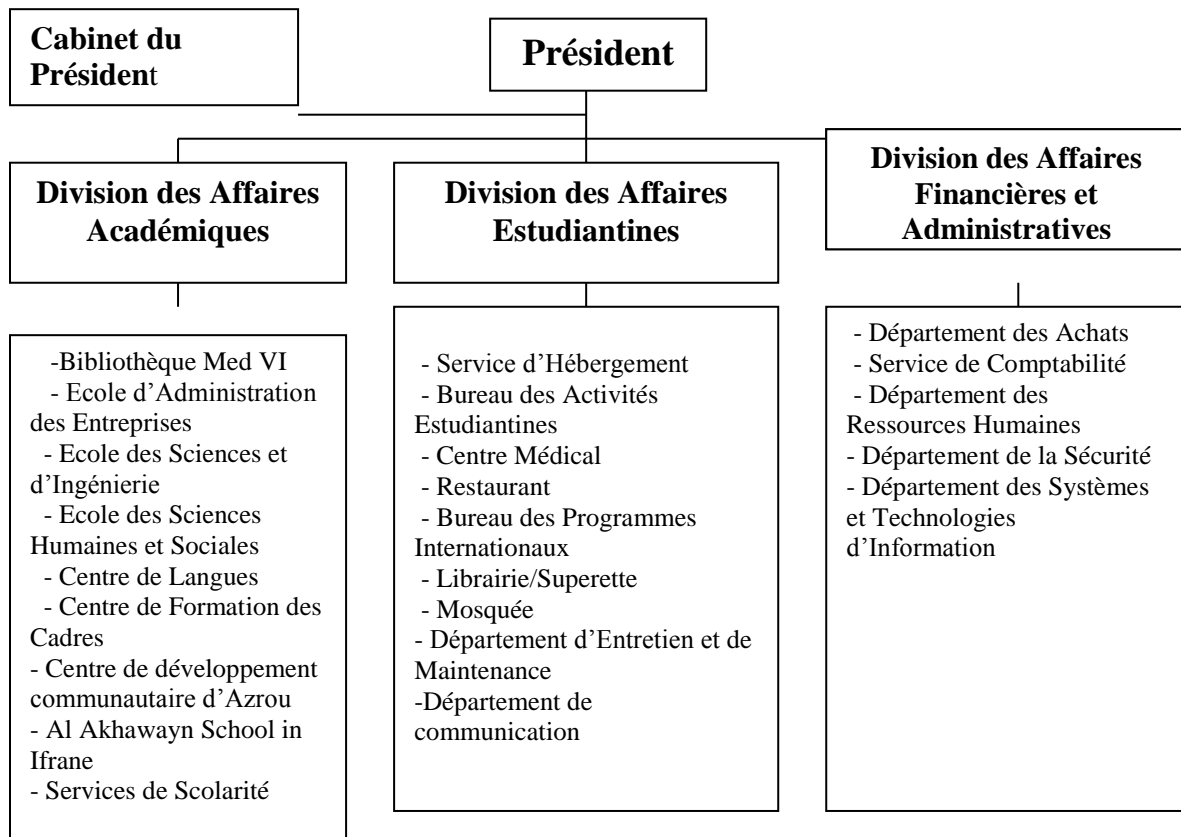 Cabinet du
Président
Président
Division des Affaires
Académiques
Division des Affaires
Estudiantines
Division des Affaires
Financières et
Administratives
-Bibliothèque Med VI
- Ecole d’Administration
des Entreprises
- Ecole des Sciences et
d’Ingénierie
- Ecole des Sciences
Humaines et Sociales
- Centre de Langues
- Centre de Formation des
Cadres
- Centre de développement
communautaire d’Azrou
- Al Akhawayn School in
Ifrane
- Services de Scolarité
- Service d’Hébergement
- Bureau des Activités
Estudiantines
- Centre Médical
- Restaurant
- Bureau des Programmes
Internationaux
- Librairie/Superette
- Mosquée
- Département d’Entretien et de
Maintenance
-Département de
communication
- Département des Achats
- Service de Comptabilité
- Département des
Ressources Humaines
- Département de la Sécurité
- Département des Systèmes
et Technologies
d’Information